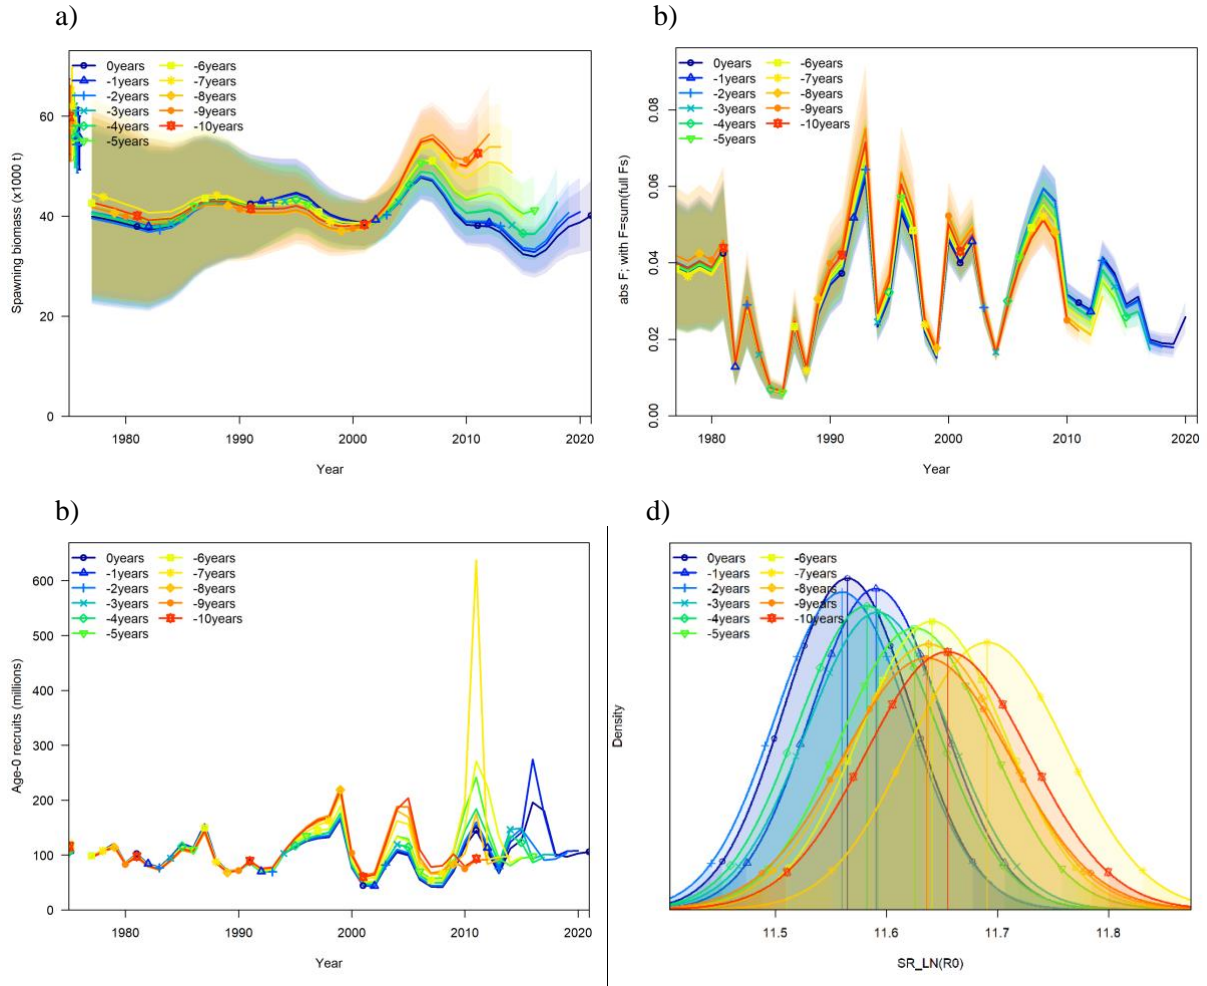 a)
0years -6years
-1years -7years
-2years -8years
-3years -9years
-4years -10years
-5years
Spawning biomass (x1000 t)
60
40
20
0
1980 1990 2000 2010 2020
Year
b)
0years -6years
-1years -7years
-2years -8years
-3years -9years
-4years -10years
-5years
abs F; with F=sum(full Fs)
0.08
0.06
0.04
0.02
0.00
1980 1990 2000 2010 2020
Year
b)
0years -6years
-1years -7years
-2years -8years
-3years -9years
-4years -10years
-5years
Age-0 recruits (millions)
600
500
400
300
200
100
0
1980 1990 2000 2010 2020
Year
d)
0years -6years
-1years -7years
-2years -8years
-3years -9years
-4years -10years
-5years
Density
11.5 11.6 11.7 11.8
SR_LN(R0)